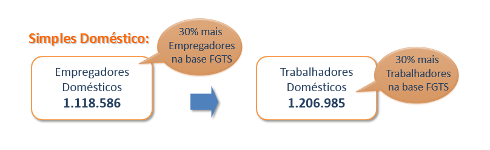 Simples Doméstico:
30% mais
Empregadores
na base FGTS
Empregadores
Domésticos
1.118.586
Trabalhadores
Domésticos
1.206.985
30% mais
Trabalhadores
na base FGTS